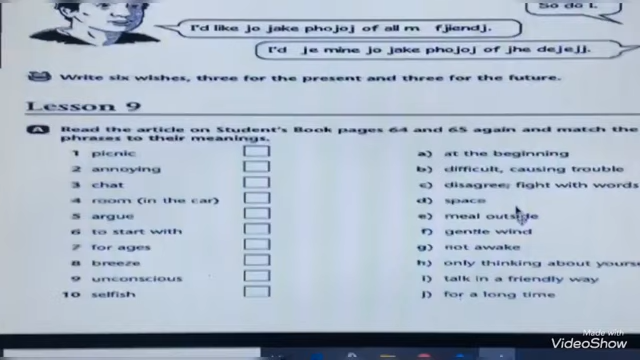 So do I.
I'd like jo jake phojoj of all m fjiendj.
I'd je mine jo jake phojoj of jhe dejejj.
Write six wishes, three for the present and three for the future.
Lesson 9
A Read the article on Student's Book pages 64 and 65 again and match the
phrases to their meanings.
1 picnic
2 annoying
3 chat
4 room (in the car)
5 argue
6 to start with
7 for ages
8 breeze
9 unconscious
10 selfish
a) at the beginning
b) difficult, causing trouble
c) disagree; fight with words
d) space
e) meal outside
f) gentle wind
g) not awake
h) only thinking about yours
i) talk in a friendly way
j) for a long time
Made with
VideoShow